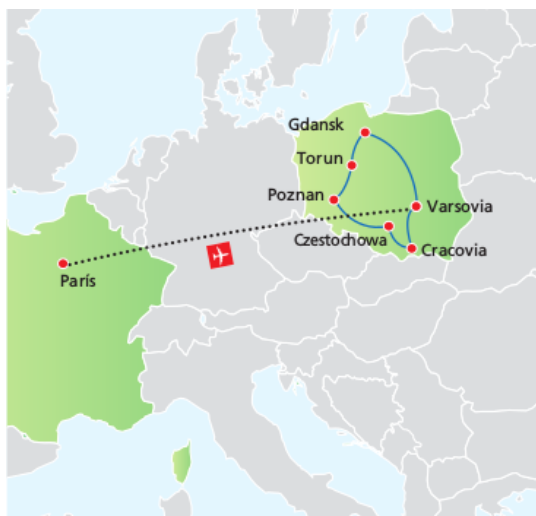 Gdansk
Torun
Poznan
Varsovia
Czestochowa
Cracovia
París